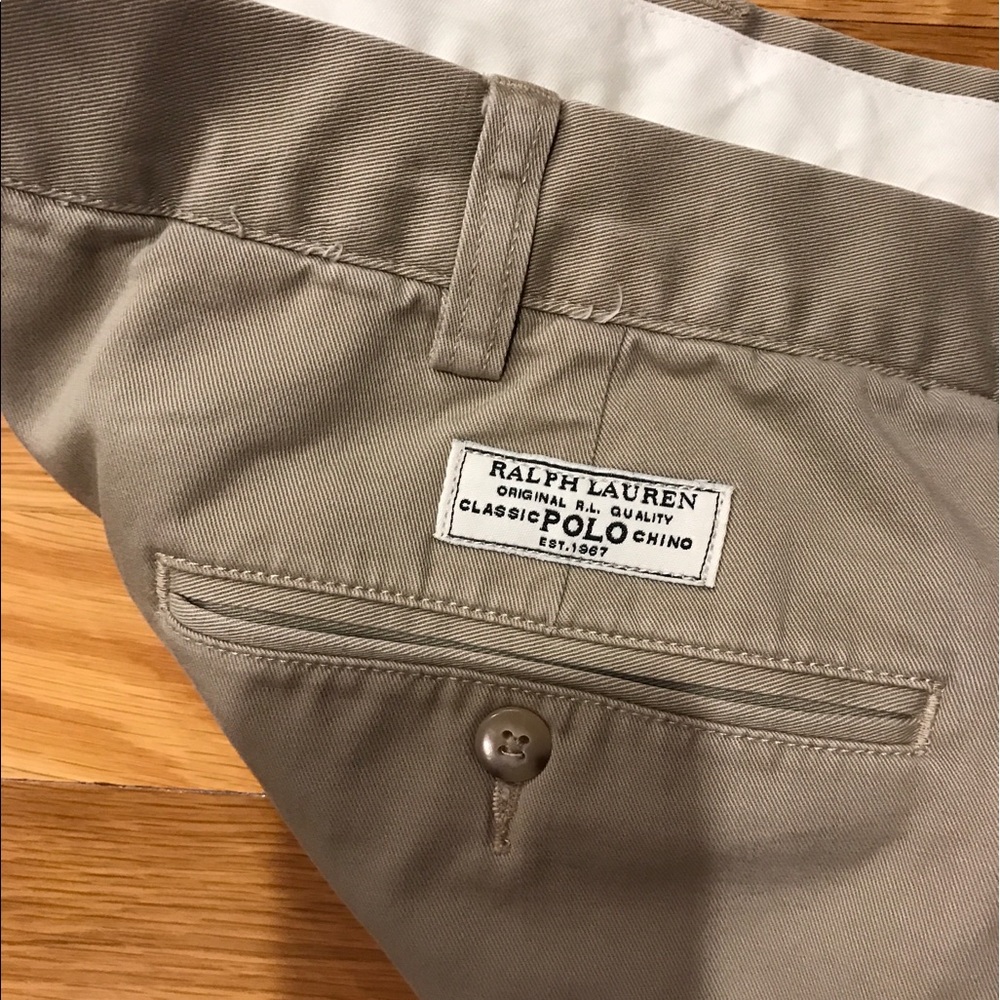 RALPH LAUREN
ORIGINAL R.L. QUALITY
CLASSIC POLO CHINO
EST. 1967